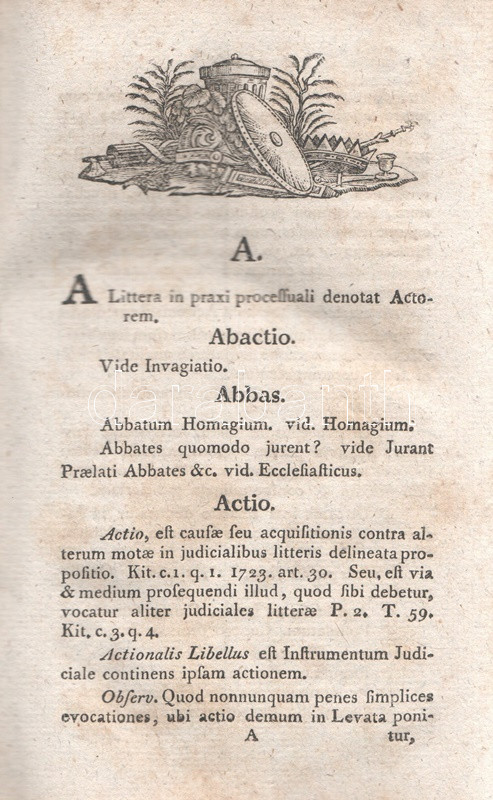 A.
A Littera in praxi proceſſuali denotat Acto-
rem.
Abactio.
Vide Invagiatio.
Abbas.
Abbatum Homagium. vid. Homagium.
Abbates quomodo jurent? vide Jurant
Prælati Abbates &c. vid. Eccleſiaſticus.
Actio.
Actio, eſt cauſæ ſeu acquiſitionis contra al-
terum motæ in judicialibus litteris delineata pro-
poſitio. Kit. c. 1. q. 1. 1723. art. 30. Seu, eſt via
& medium proſequendi illud, quod ſibi debetur,
vocatur aliter judiciales litteræ P. 2. T. 59.
Kit. c. 3. q. 4.
Actionalis Libellus eſt Inſtrumentum Judi-
ciale continens ipſam actionem.
Obſerv. Quod nonnunquam penes ſimplices
evocationes, ubi actio demum in Levata poni-
A tur,
darabanth